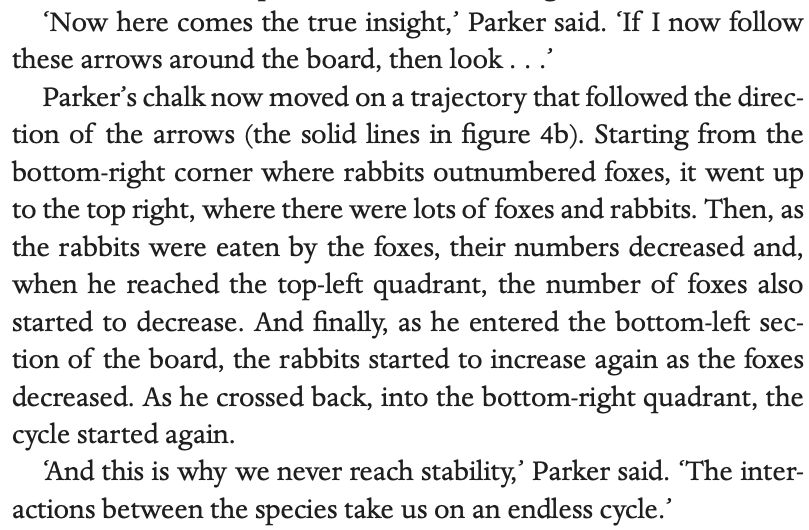 ‘Now here comes the true insight,’ Parker said. ‘If I now follow
these arrows around the board, then look . . .’
Parker’s chalk now moved on a trajectory that followed the direc-
tion of the arrows (the solid lines in figure 4b). Starting from the
bottom-right corner where rabbits outnumbered foxes, it went up
to the top right, where there were lots of foxes and rabbits. Then, as
the rabbits were eaten by the foxes, their numbers decreased and,
when he reached the top-left quadrant, the number of foxes also
started to decrease. And finally, as he entered the bottom-left sec-
tion of the board, the rabbits started to increase again as the foxes
decreased. As he crossed back, into the bottom-right quadrant, the
cycle started again.
‘And this is why we never reach stability,’ Parker said. ‘The inter-
actions between the species take us on an endless cycle.’